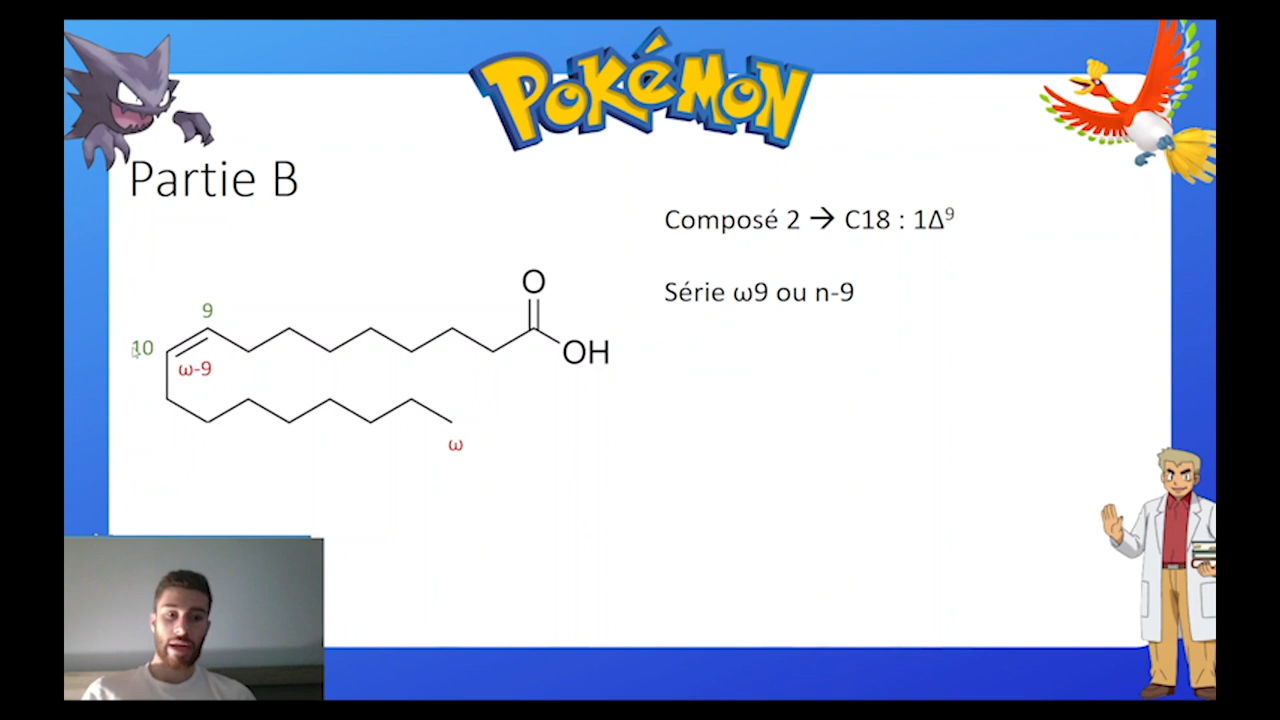 POKéMON
Partie B
Composé 2 → C18 : 1Δ⁹
Série ω9 ou n-9
O
OH
9
10
ω-9
ω